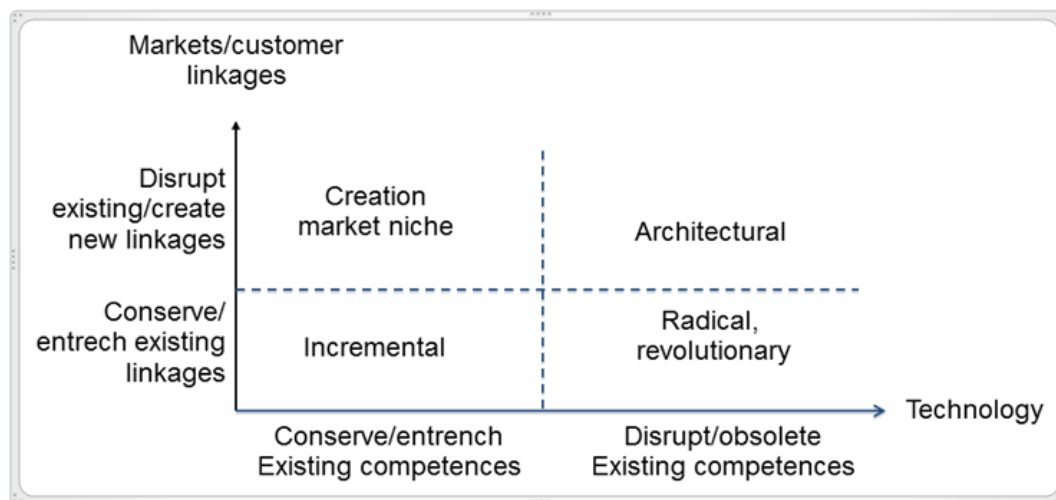 Markets/customer
linkages
Disrupt
existing/create
new linkages
Creation
market niche
Architectural
Conserve/
entrech existing
linkages
Incremental
Radical,
revolutionary
Technology
Conserve/entrench
Existing competences
Disrupt/obsolete
Existing competences